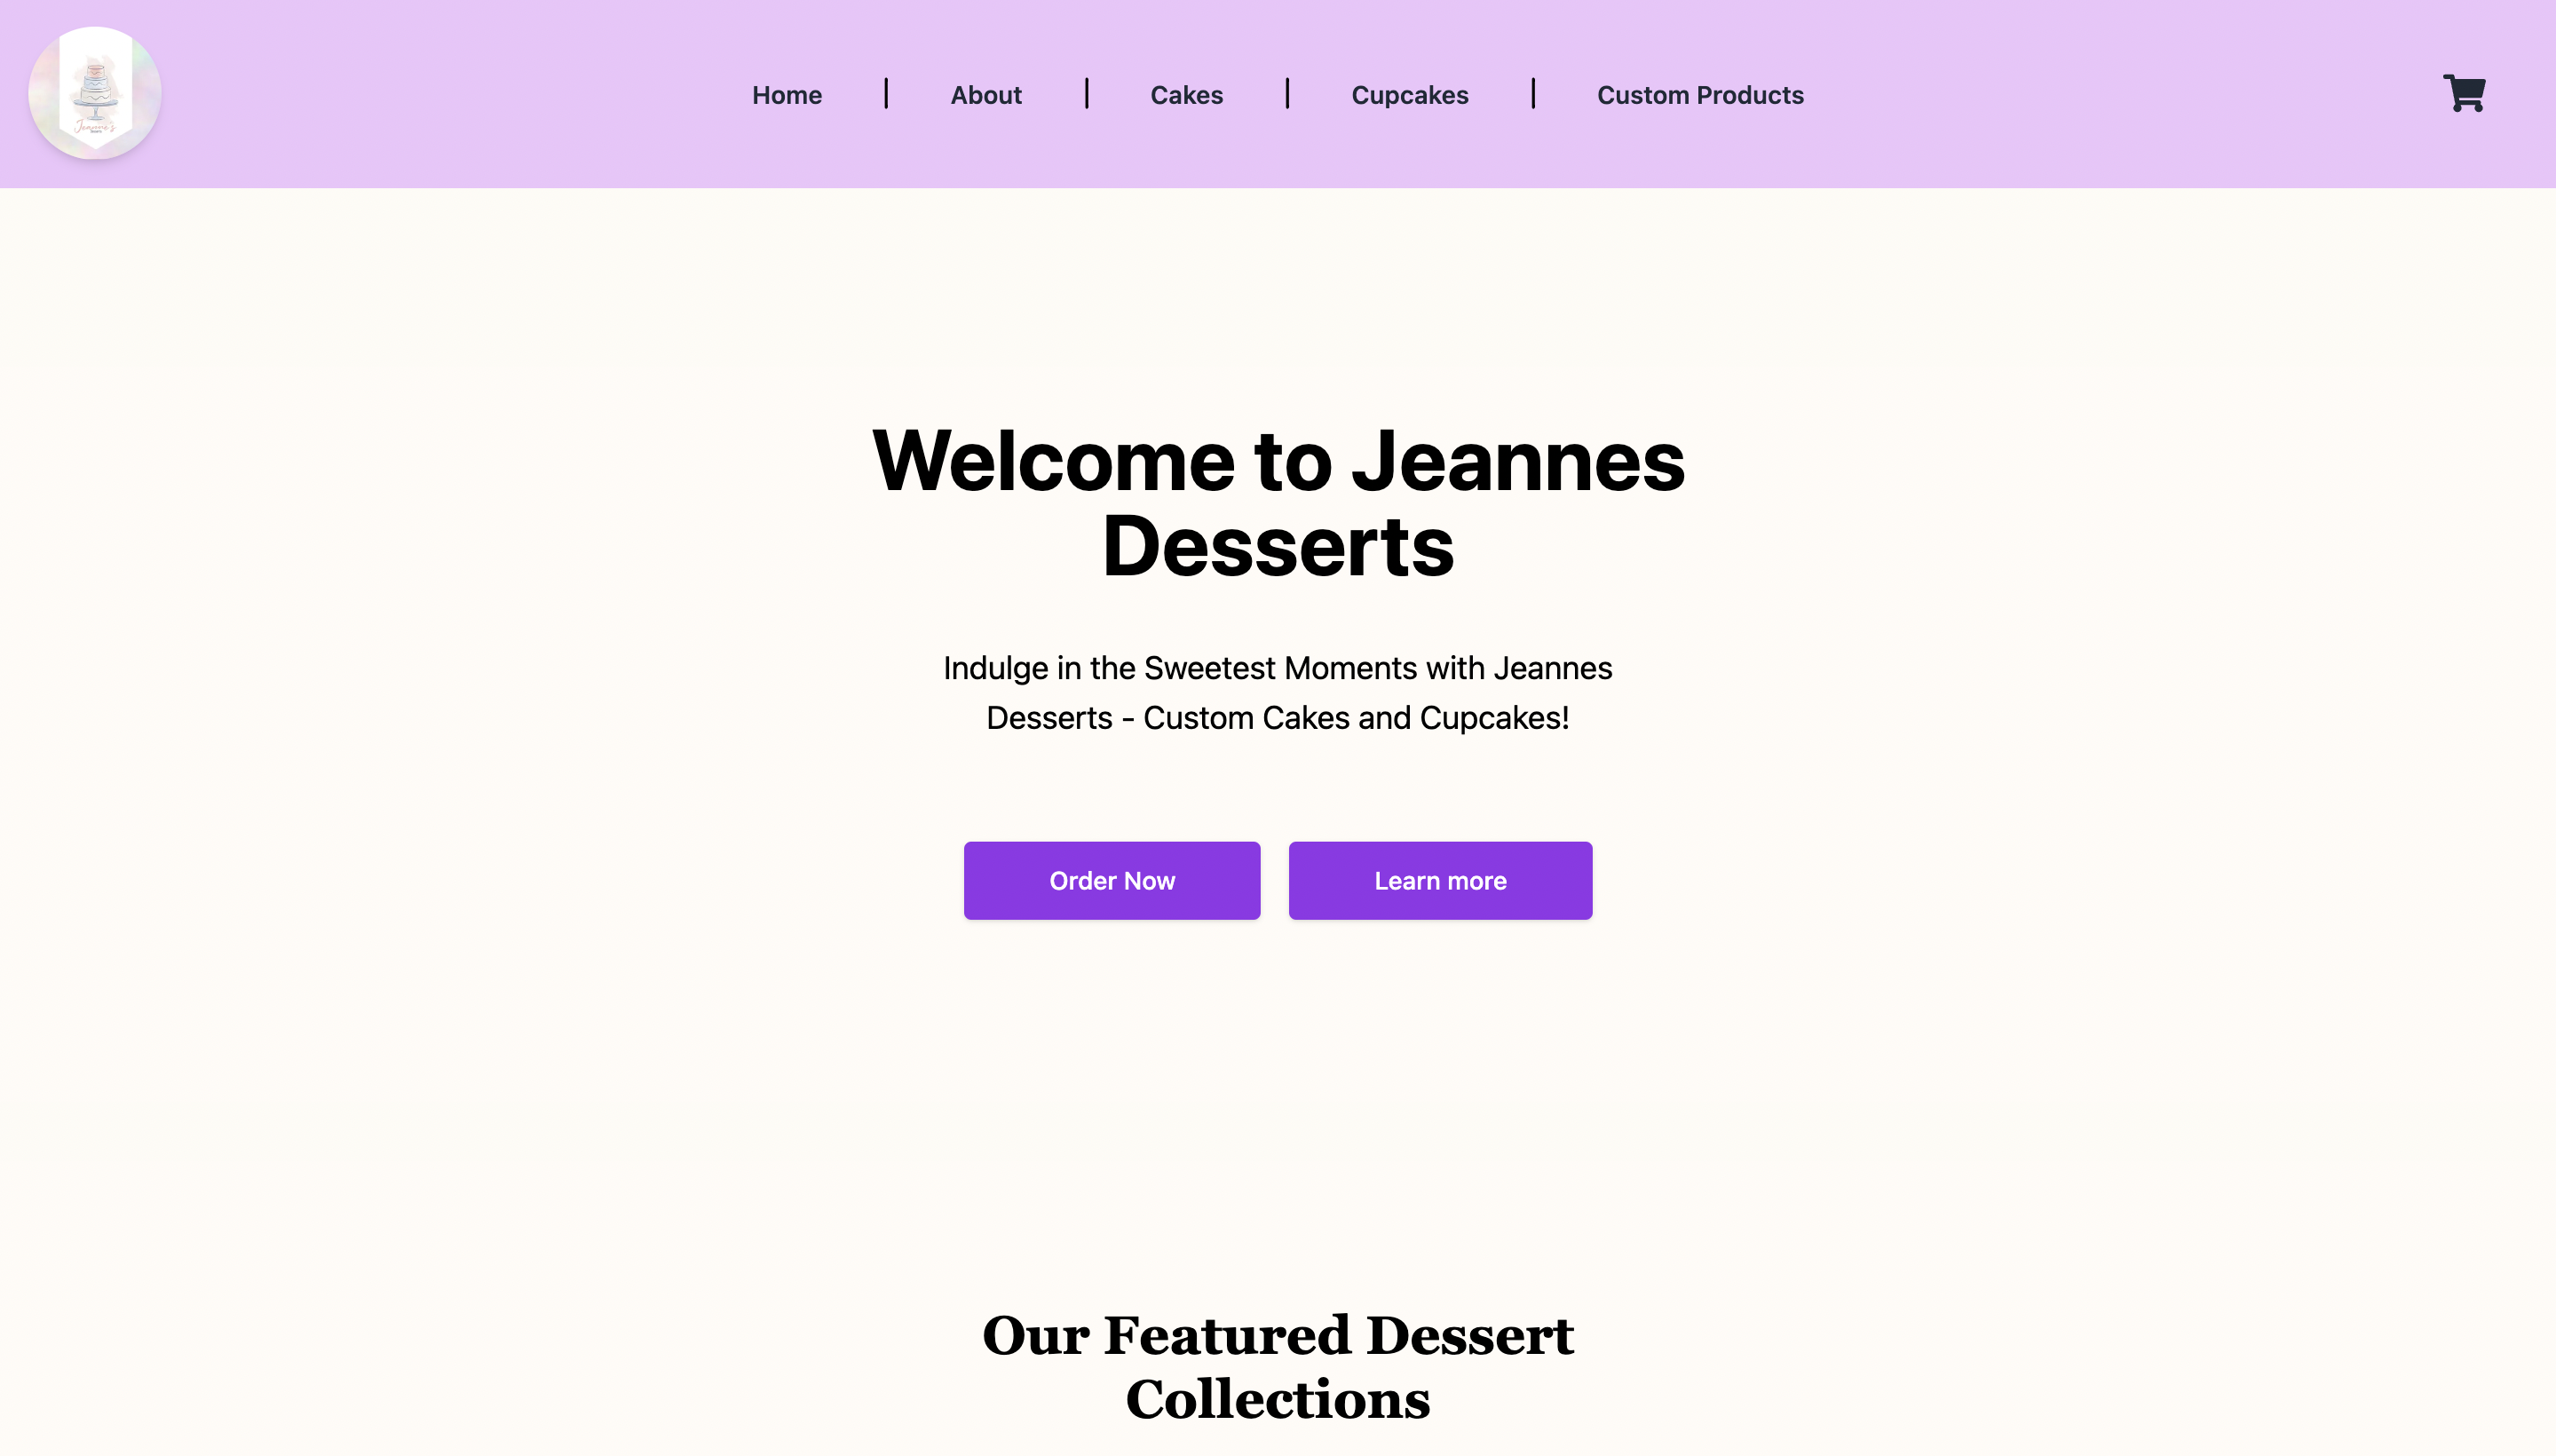 Jeanne's
Home | About | Cakes | Cupcakes | Custom Products
Welcome to Jeannes
Desserts
Indulge in the Sweetest Moments with Jeannes
Desserts - Custom Cakes and Cupcakes!
Order Now
Learn more
Our Featured Dessert
Collections